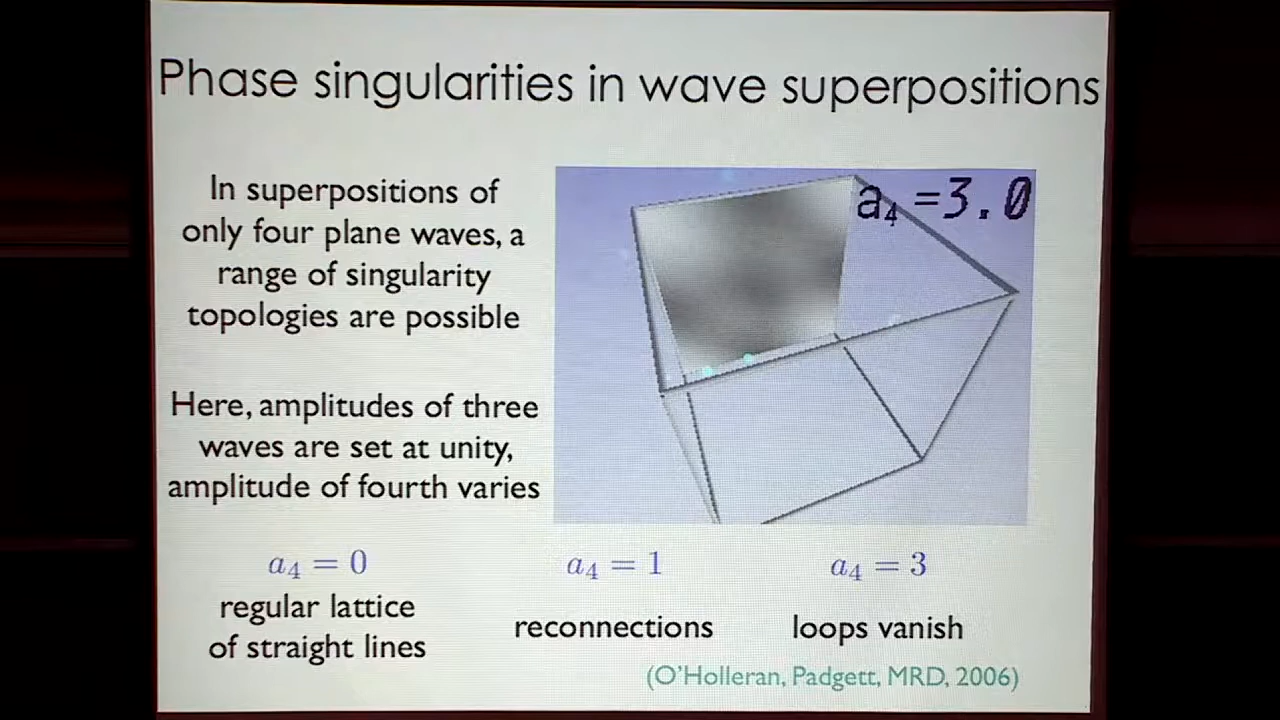 Phase singularities in wave superpositions
In superpositions of
only four plane waves, a
range of singularity
topologies are possible
Here, amplitudes of three
waves are set at unity,
amplitude of fourth varies
a₄ =3.0
a₄ = 0
regular lattice
of straight lines
a₄ = 1
reconnections
a₄ = 3
loops vanish
(O'Holleran, Padgett, MRD, 2006)